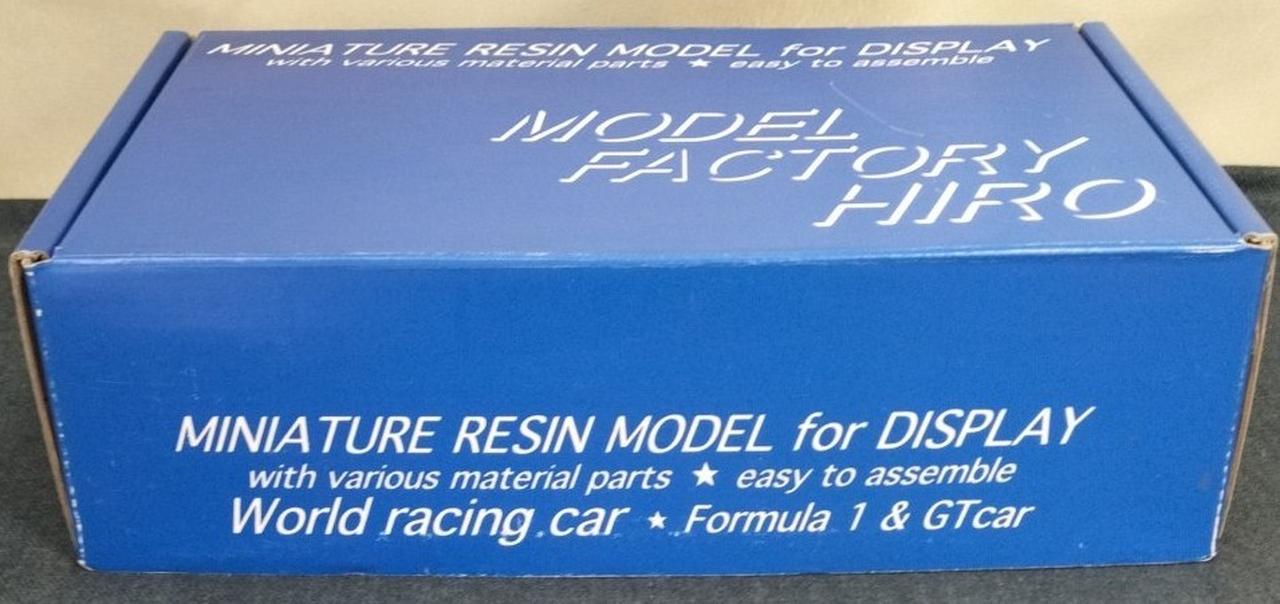 MINIATURE RESIN MODEL for DISPLAY
with various material parts ★ easy to assemble
MODEL
FACTORY
HIRO
MINIATURE RESIN MODEL for DISPLAY
with various material parts ★ easy to assemble
World racing car ★ Formula 1 & GTcar